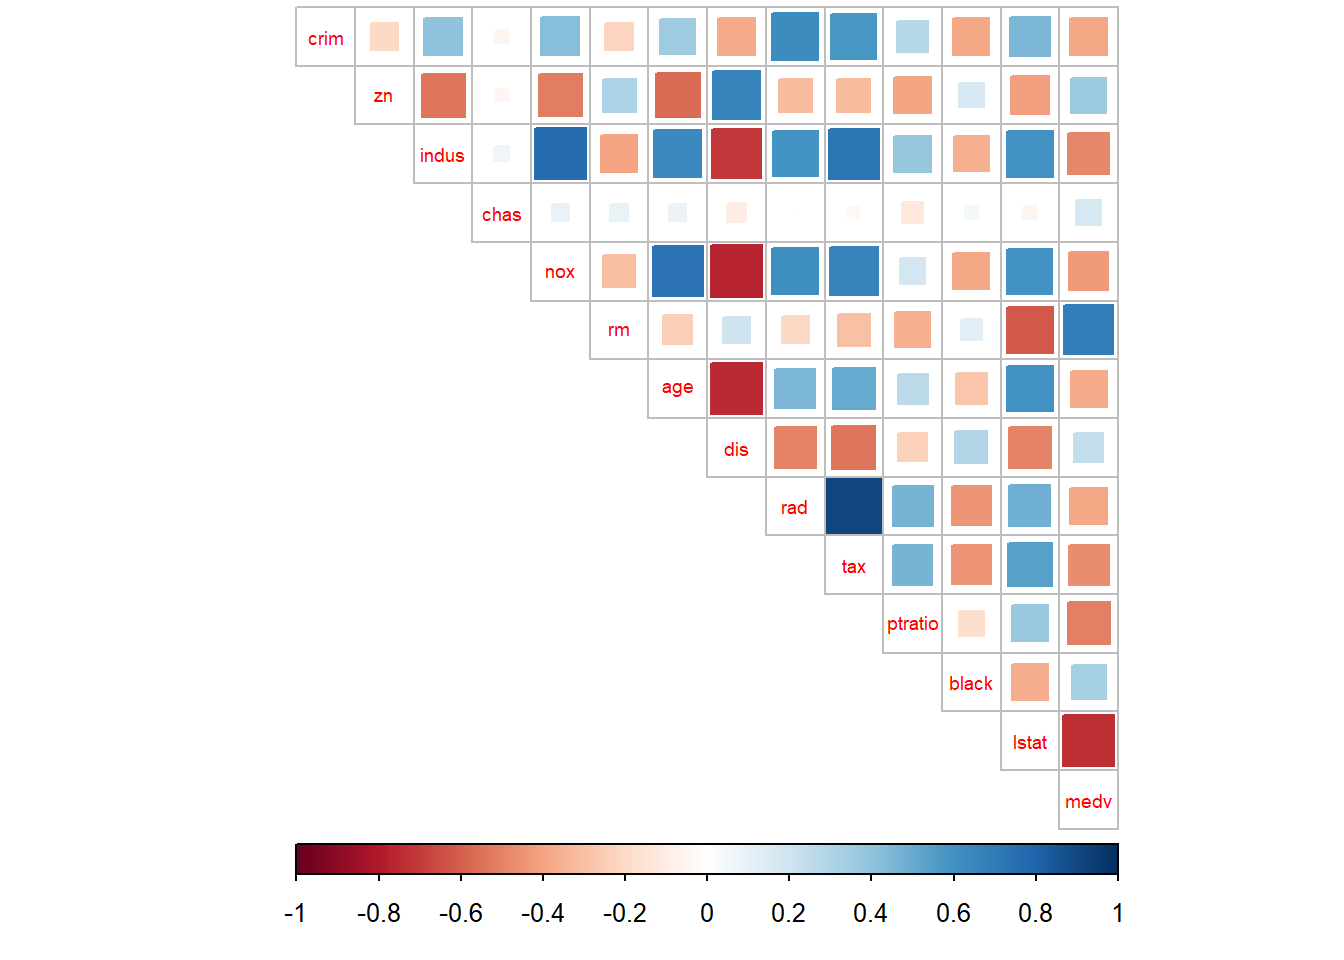 crim
zn
indus
chas
nox
rm
age
dis
rad
tax
ptratio
black
lstat
medv
-1 -0.8 -0.6 -0.4 -0.2 0 0.2 0.4 0.6 0.8 1